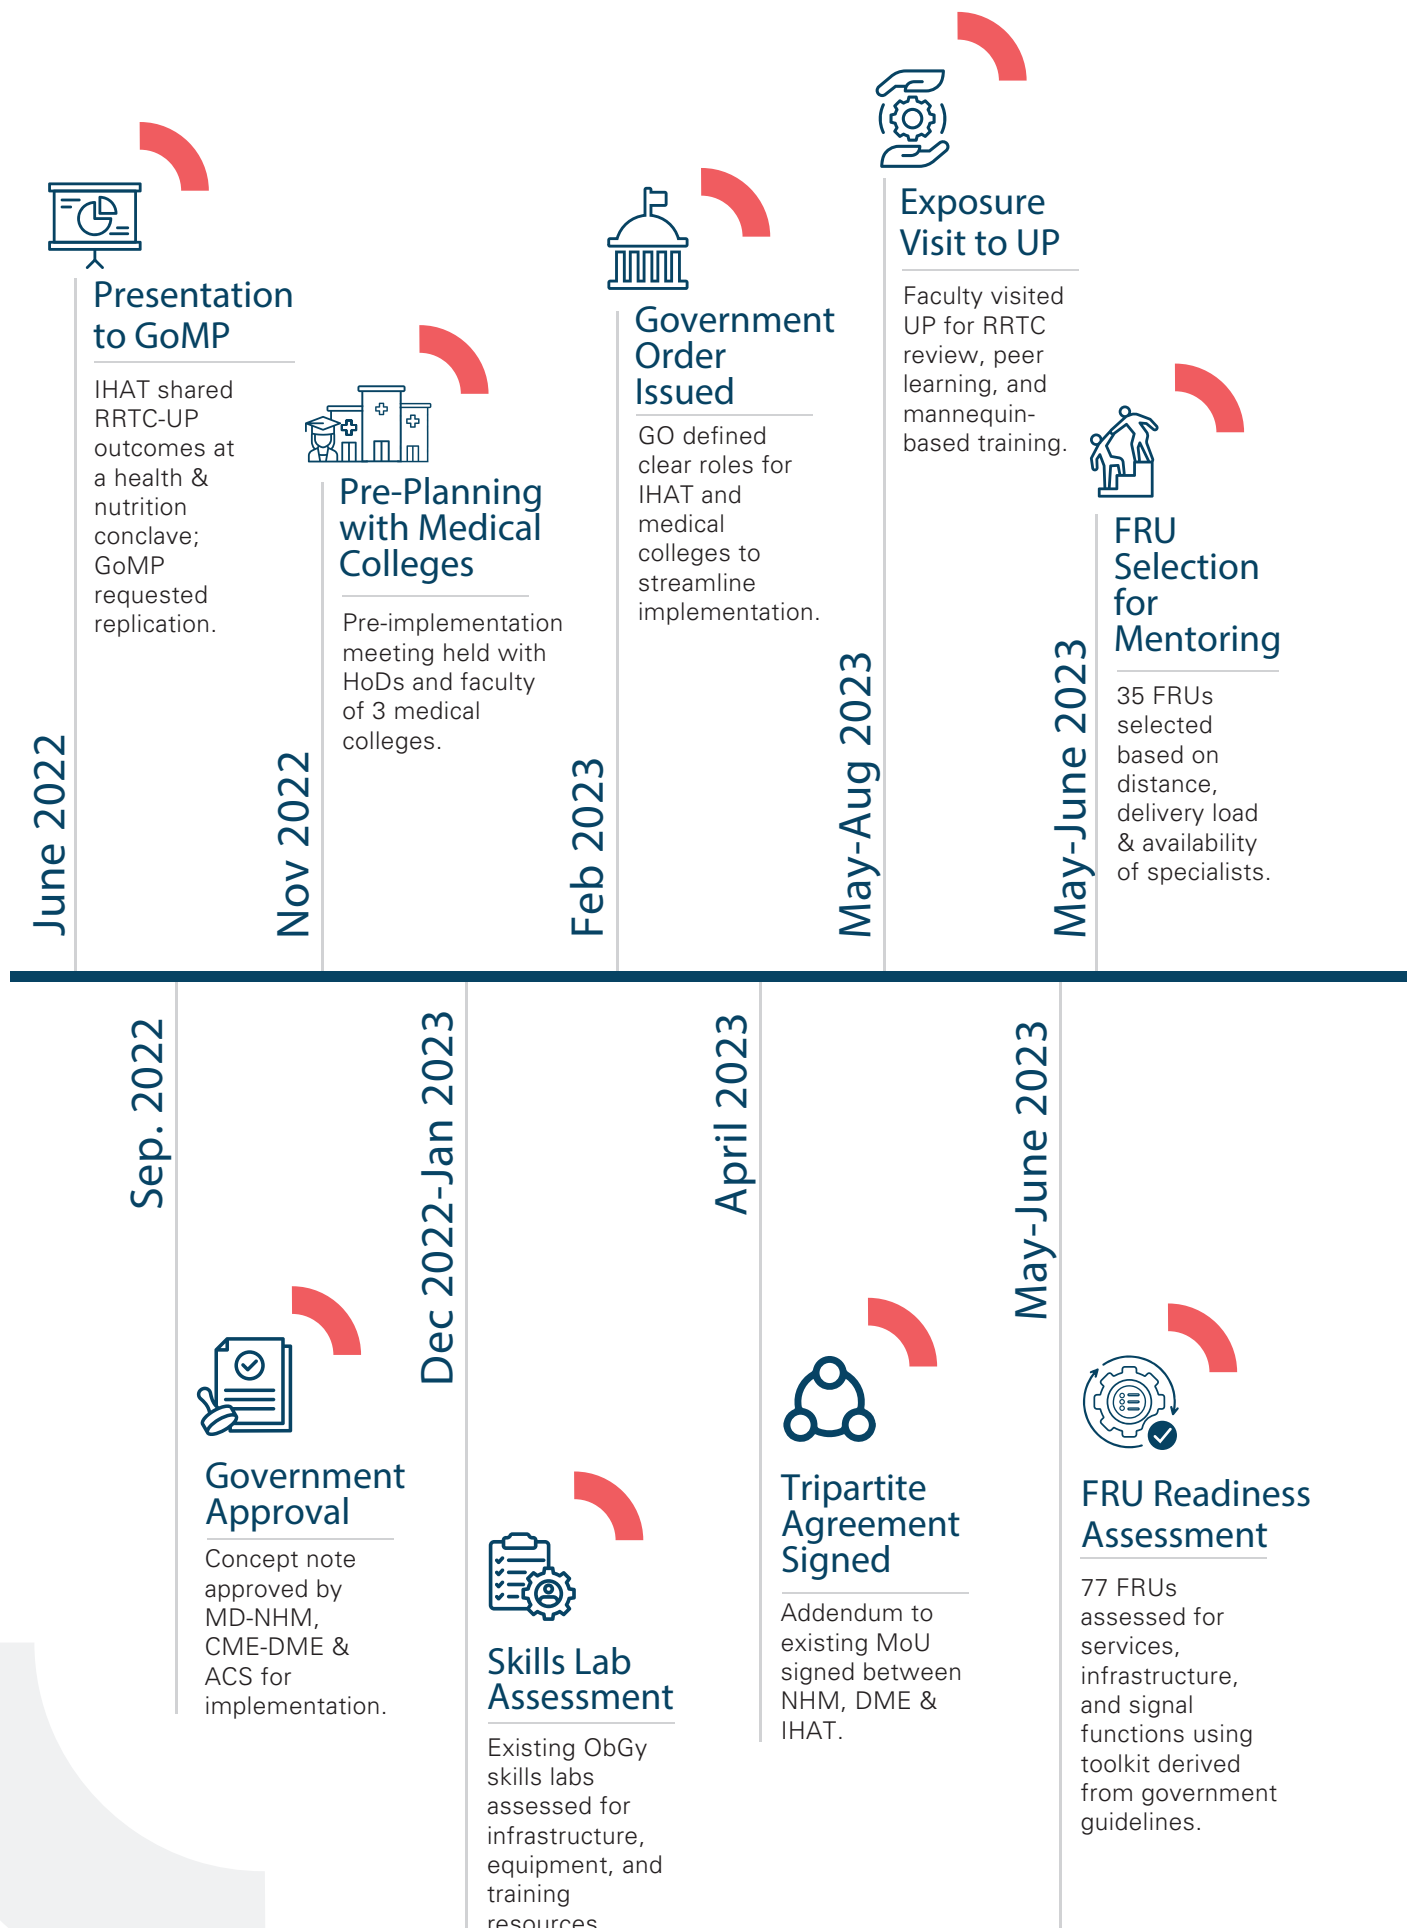 June 2022
Presentation
to GoMP
IHAT shared
RRTC-UP
outcomes at
a health &
nutrition
conclave;
GoMP
requested
replication.
Nov 2022
Pre-Planning
with Medical
Colleges
Pre-implementation
meeting held with
HoDs and faculty
of 3 medical
colleges.
Feb 2023
Government
Order
Issued
GO defined
clear roles for
IHAT and
medical
colleges to
streamline
implementation.
May-Aug 2023
Exposure
Visit to UP
Faculty visited
UP for RRTC
review, peer
learning, and
mannequin-
based training.
May-June 2023
FRU
Selection
for
Mentoring
35 FRUs
selected
based on
distance,
delivery load
& availability
of specialists.
Sep. 2022
Government
Approval
Concept note
approved by
MD-NHM,
CME-DME &
ACS for
implementation.
Dec 2022-Jan 2023
Skills Lab
Assessment
Existing ObGy
skills labs
assessed for
infrastructure,
equipment, and
training
resources
April 2023
Tripartite
Agreement
Signed
Addendum to
existing MoU
signed between
NHM, DME &
IHAT.
May-June 2023
FRU Readiness
Assessment
77 FRUs
assessed for
services,
infrastructure,
and signal
functions using
toolkit derived
from government
guidelines.